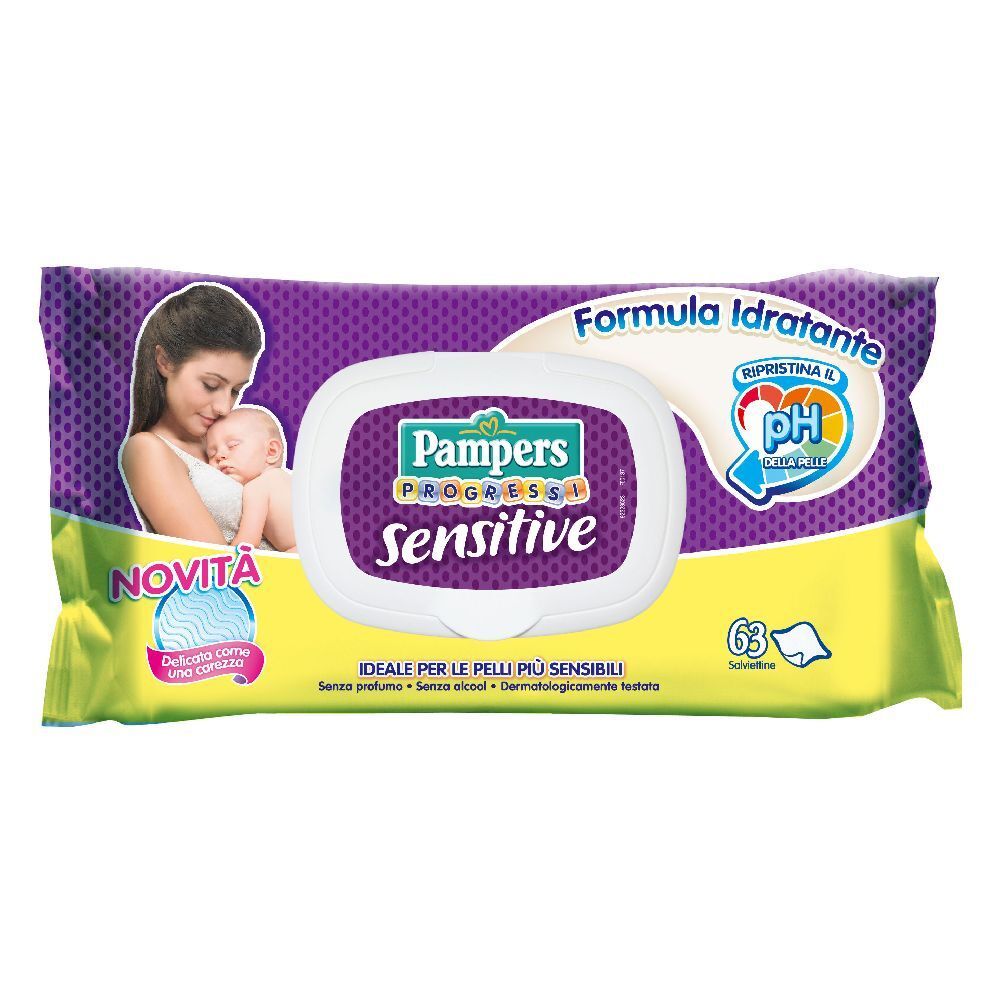 Formula Idratante
RIPRISTINA IL
pH
DELLA PELLE
Pampers
PROGRESSI
sensitive
NOVITÀ
Delicata come
una carezza
63
Salviettine
IDEALE PER LE PELLI PIÙ SENSIBILI
Senza profumo • Senza alcool • Dermatologicamente testata